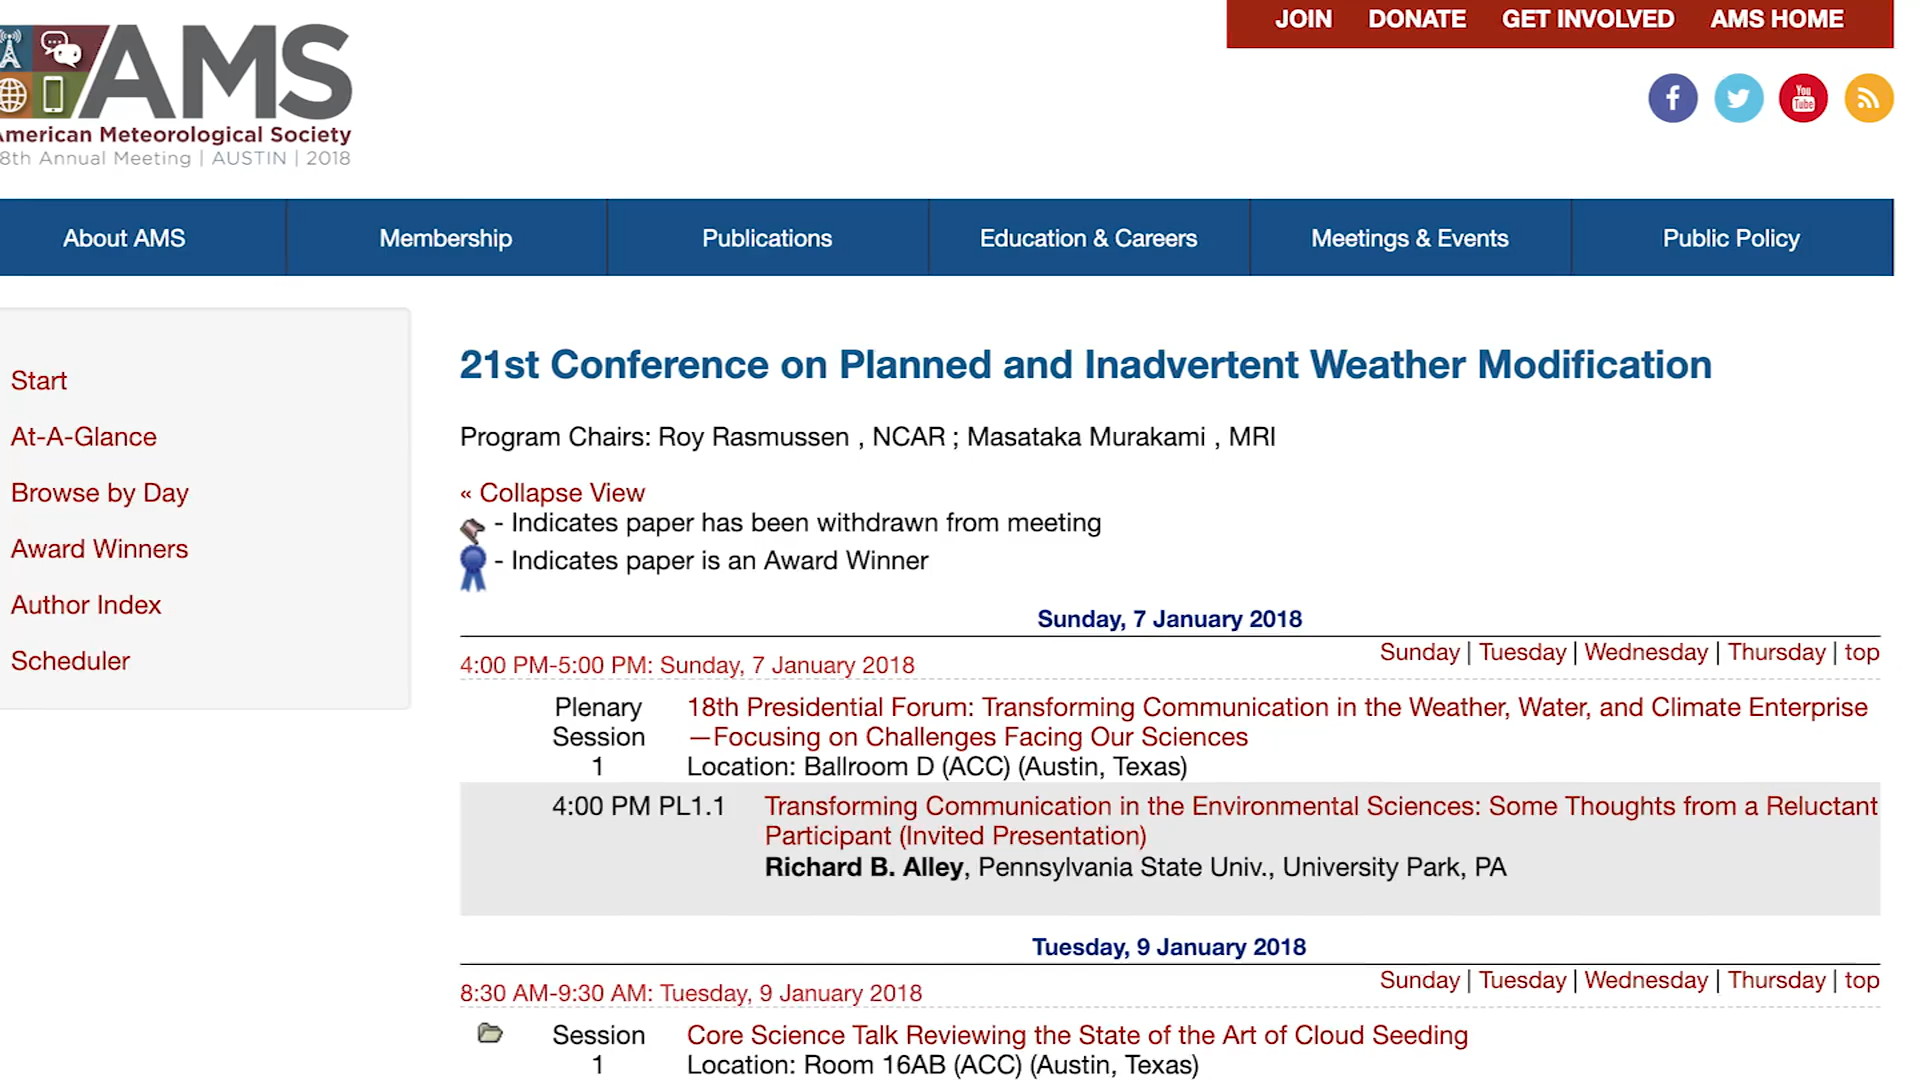 JOIN DONATE GET INVOLVED AMS HOME
AMS
American Meteorological Society
8th Annual Meeting | AUSTIN | 2018
You
Tube
About AMS Membership Publications Education & Careers Meetings & Events Public Policy
Start
At-A-Glance
Browse by Day
Award Winners
Author Index
Scheduler
21st Conference on Planned and Inadvertent Weather Modification
Program Chairs: Roy Rasmussen , NCAR ; Masataka Murakami , MRI
« Collapse View
- Indicates paper has been withdrawn from meeting
- Indicates paper is an Award Winner
Sunday, 7 January 2018
Sunday | Tuesday | Wednesday | Thursday | top
4:00 PM-5:00 PM: Sunday, 7 January 2018
Plenary Session 1
18th Presidential Forum: Transforming Communication in the Weather, Water, and Climate Enterprise
—Focusing on Challenges Facing Our Sciences
Location: Ballroom D (ACC) (Austin, Texas)
4:00 PM PL1.1 Transforming Communication in the Environmental Sciences: Some Thoughts from a Reluctant
Participant (Invited Presentation)
Richard B. Alley, Pennsylvania State Univ., University Park, PA
Tuesday, 9 January 2018
Sunday | Tuesday | Wednesday | Thursday | top
8:30 AM-9:30 AM: Tuesday, 9 January 2018
Session 1
Core Science Talk Reviewing the State of the Art of Cloud Seeding
Location: Room 16AB (ACC) (Austin, Texas)